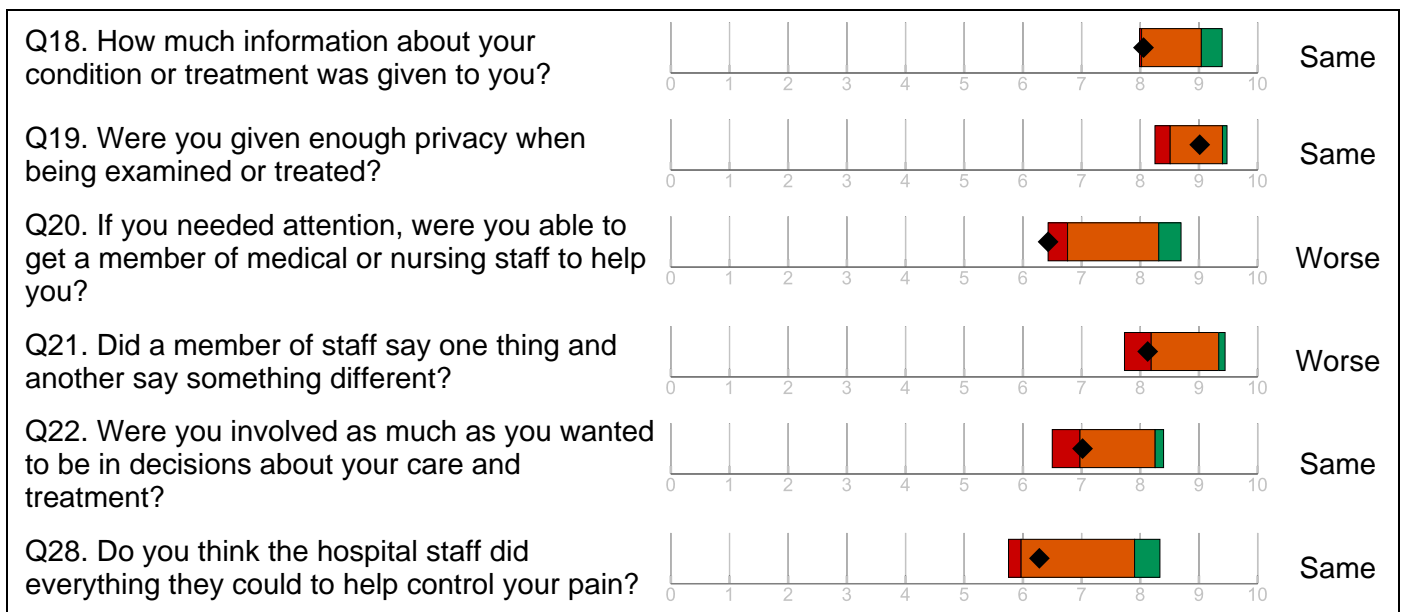 Q18. How much information about your
condition or treatment was given to you?
0 1 2 3 4 5 6 7 8 9 10
Same
Q19. Were you given enough privacy when
being examined or treated?
0 1 2 3 4 5 6 7 8 9 10
Same
Q20. If you needed attention, were you able to
get a member of medical or nursing staff to help
you?
0 1 2 3 4 5 6 7 8 9 10
Worse
Q21. Did a member of staff say one thing and
another say something different?
0 1 2 3 4 5 6 7 8 9 10
Worse
Q22. Were you involved as much as you wanted
to be in decisions about your care and
treatment?
0 1 2 3 4 5 6 7 8 9 10
Same
Q28. Do you think the hospital staff did
everything they could to help control your pain?
0 1 2 3 4 5 6 7 8 9 10
Same